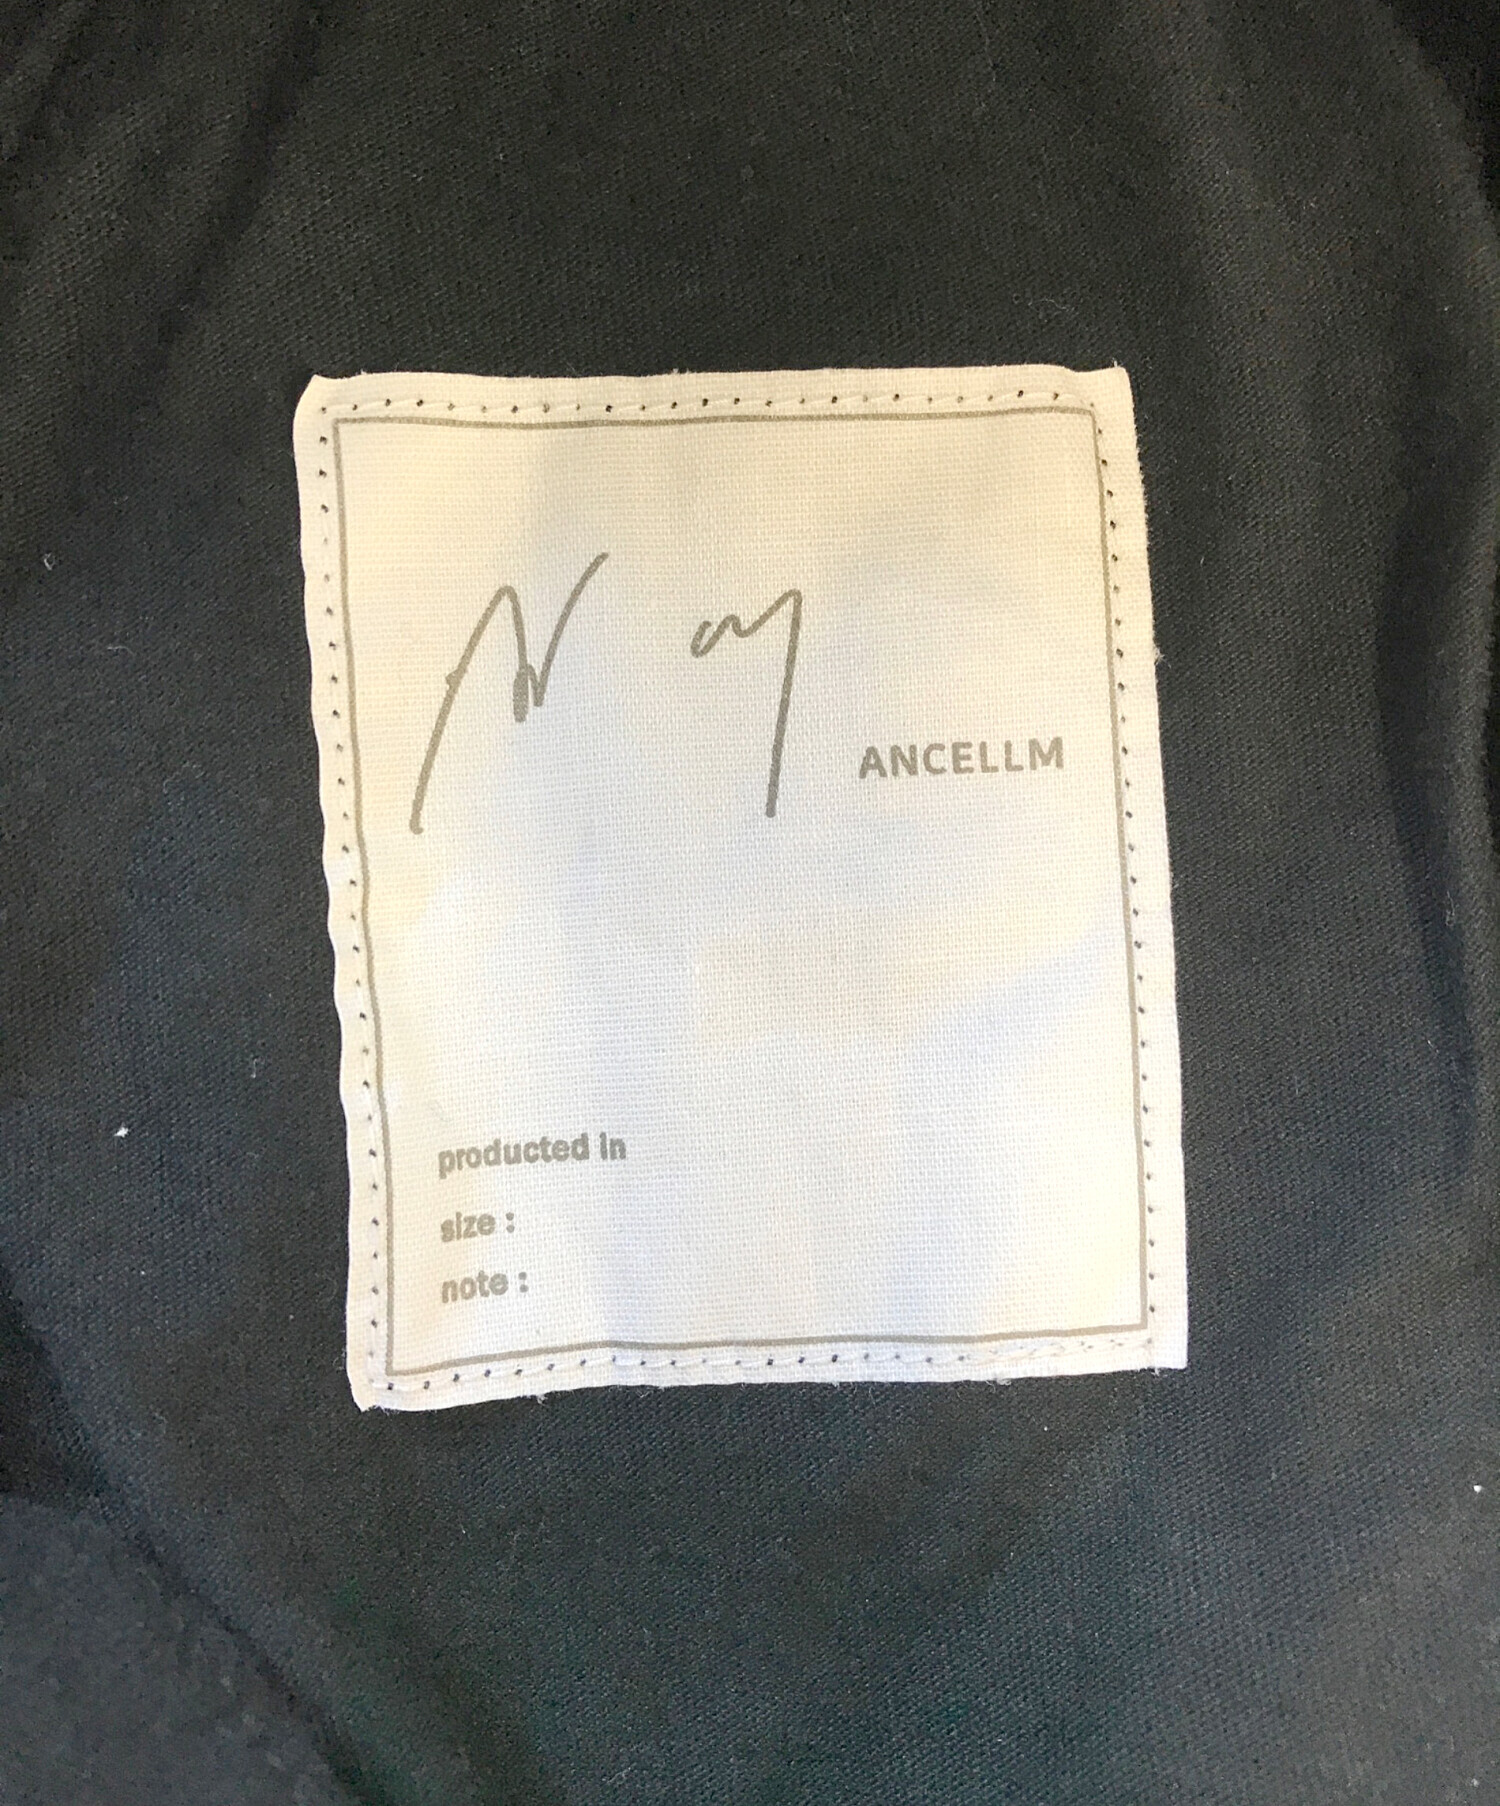 ANCELLM
producted in
size :
note :